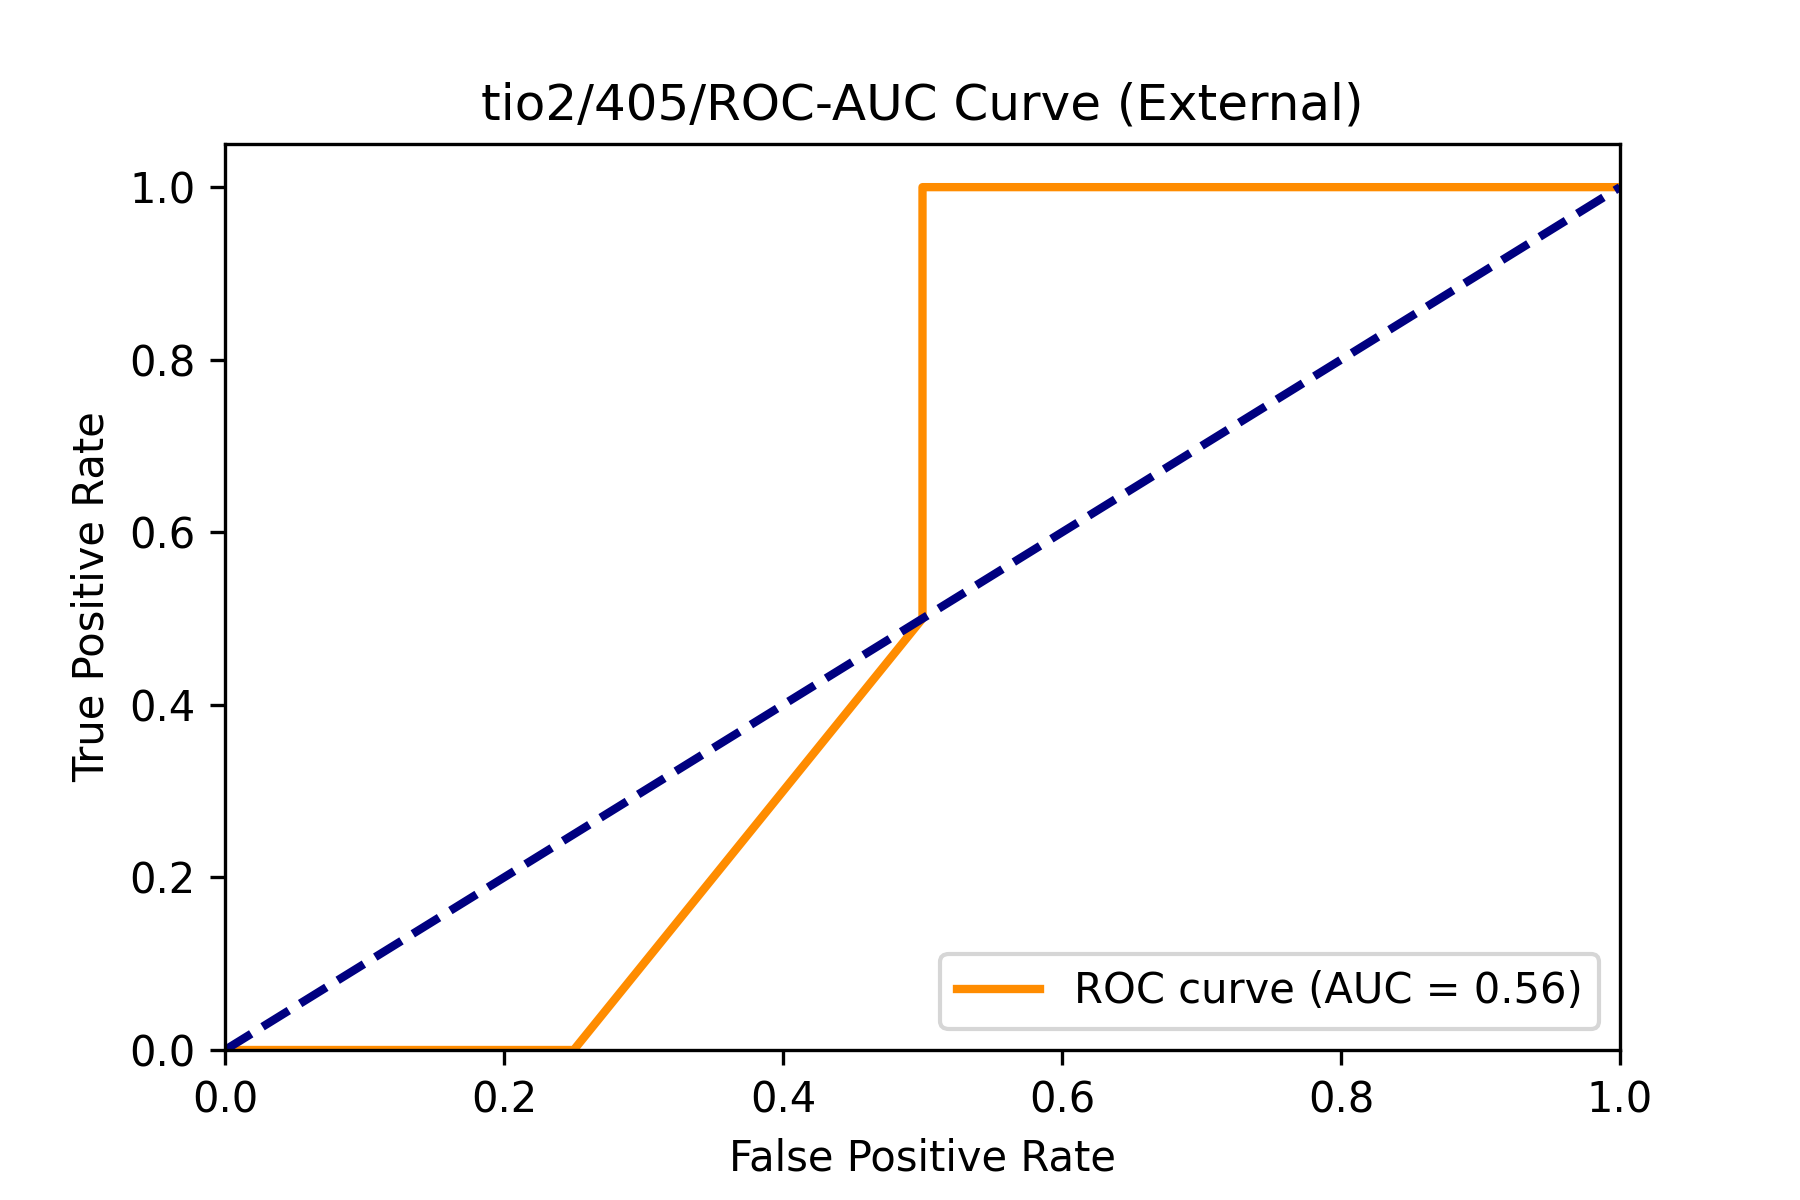 tio2/405/ROC-AUC Curve (External)
1.0
0.8
0.6
0.4
0.2
0.0
True Positive Rate
ROC curve (AUC = 0.56)
0.0 0.2 0.4 0.6 0.8 1.0
False Positive Rate